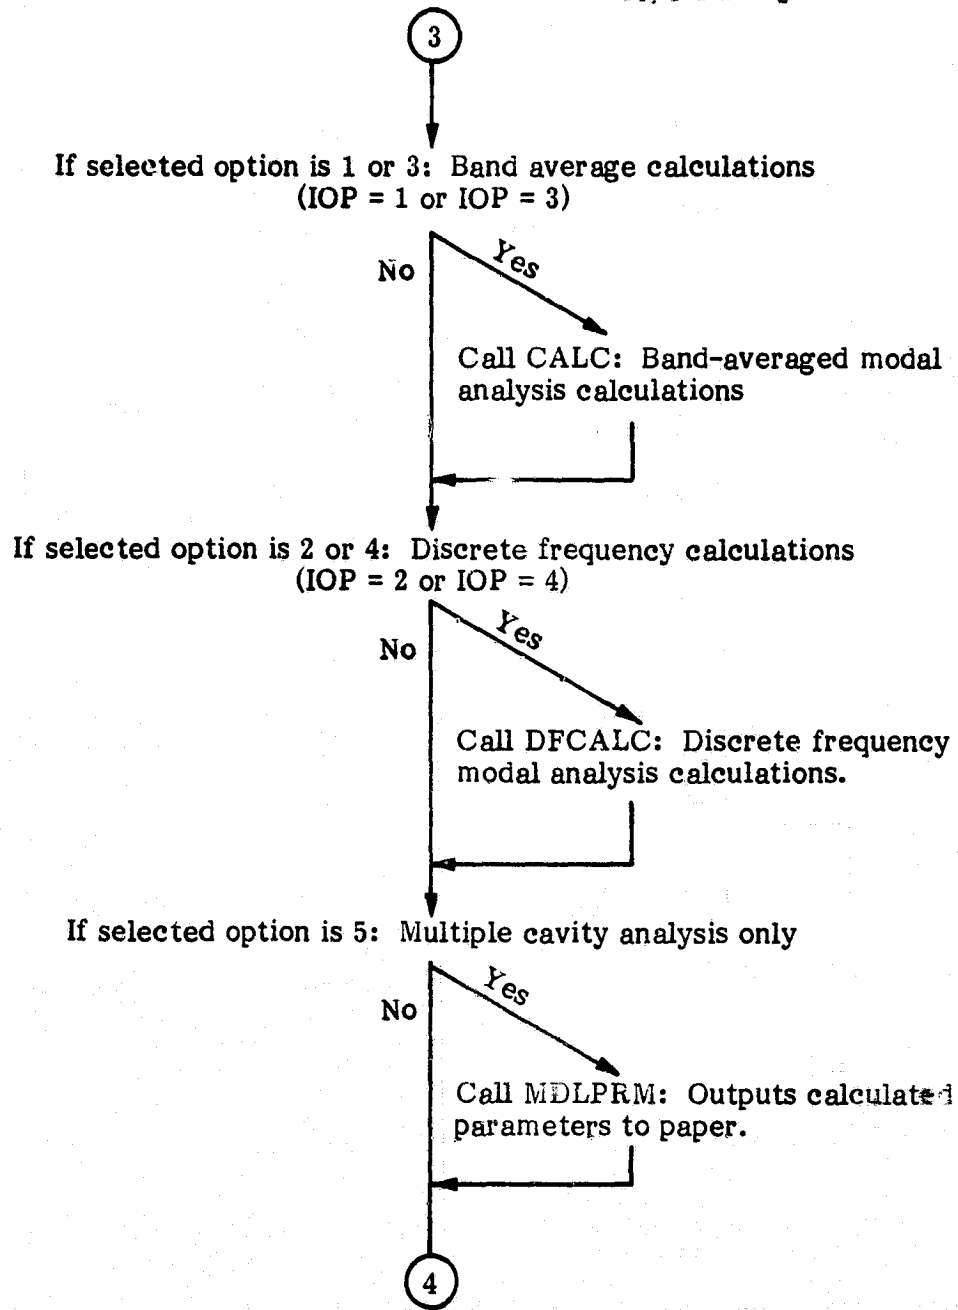 3
If selected option is 1 or 3: Band average calculations
(IOP = 1 or IOP = 3)
No
Yes
Call CALC: Band-averaged modal
analysis calculations
If selected option is 2 or 4: Discrete frequency calculations
(IOP = 2 or IOP = 4)
No
Yes
Call DFCALC: Discrete frequency
modal analysis calculations.
If selected option is 5: Multiple cavity analysis only
No
Yes
Call MDLPRM: Outputs calculated
parameters to paper.
4